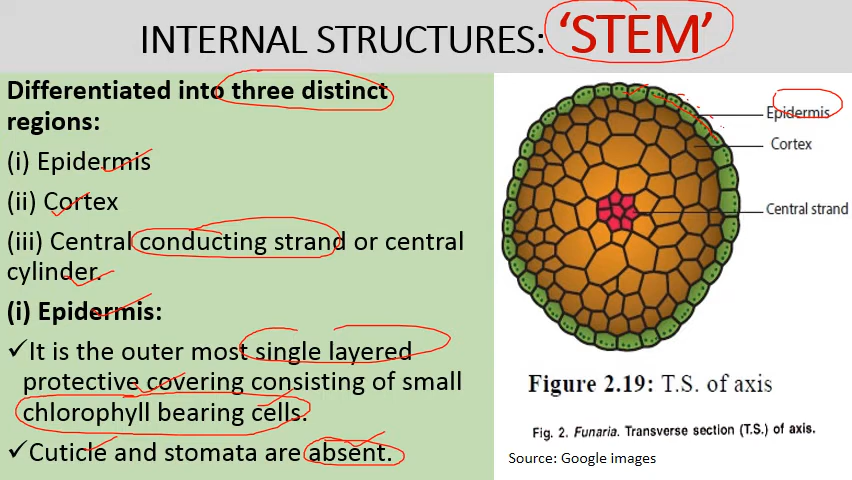 INTERNAL STRUCTURES: ‘STEM’
Differentiated into three distinct
regions:
(i) Epidermis
(ii) Cortex
(iii) Central conducting strand or central
cylinder.
(i) Epidermis:
✓It is the outer most single layered
protective covering consisting of small
chlorophyll bearing cells.
✓Cuticle and stomata are absent.
Epidermis
Cortex
Central strand
Figure 2.19: T.S. of axis
Fig. 2. Funaria. Transverse section (T.S.) of axis.
Source: Google images